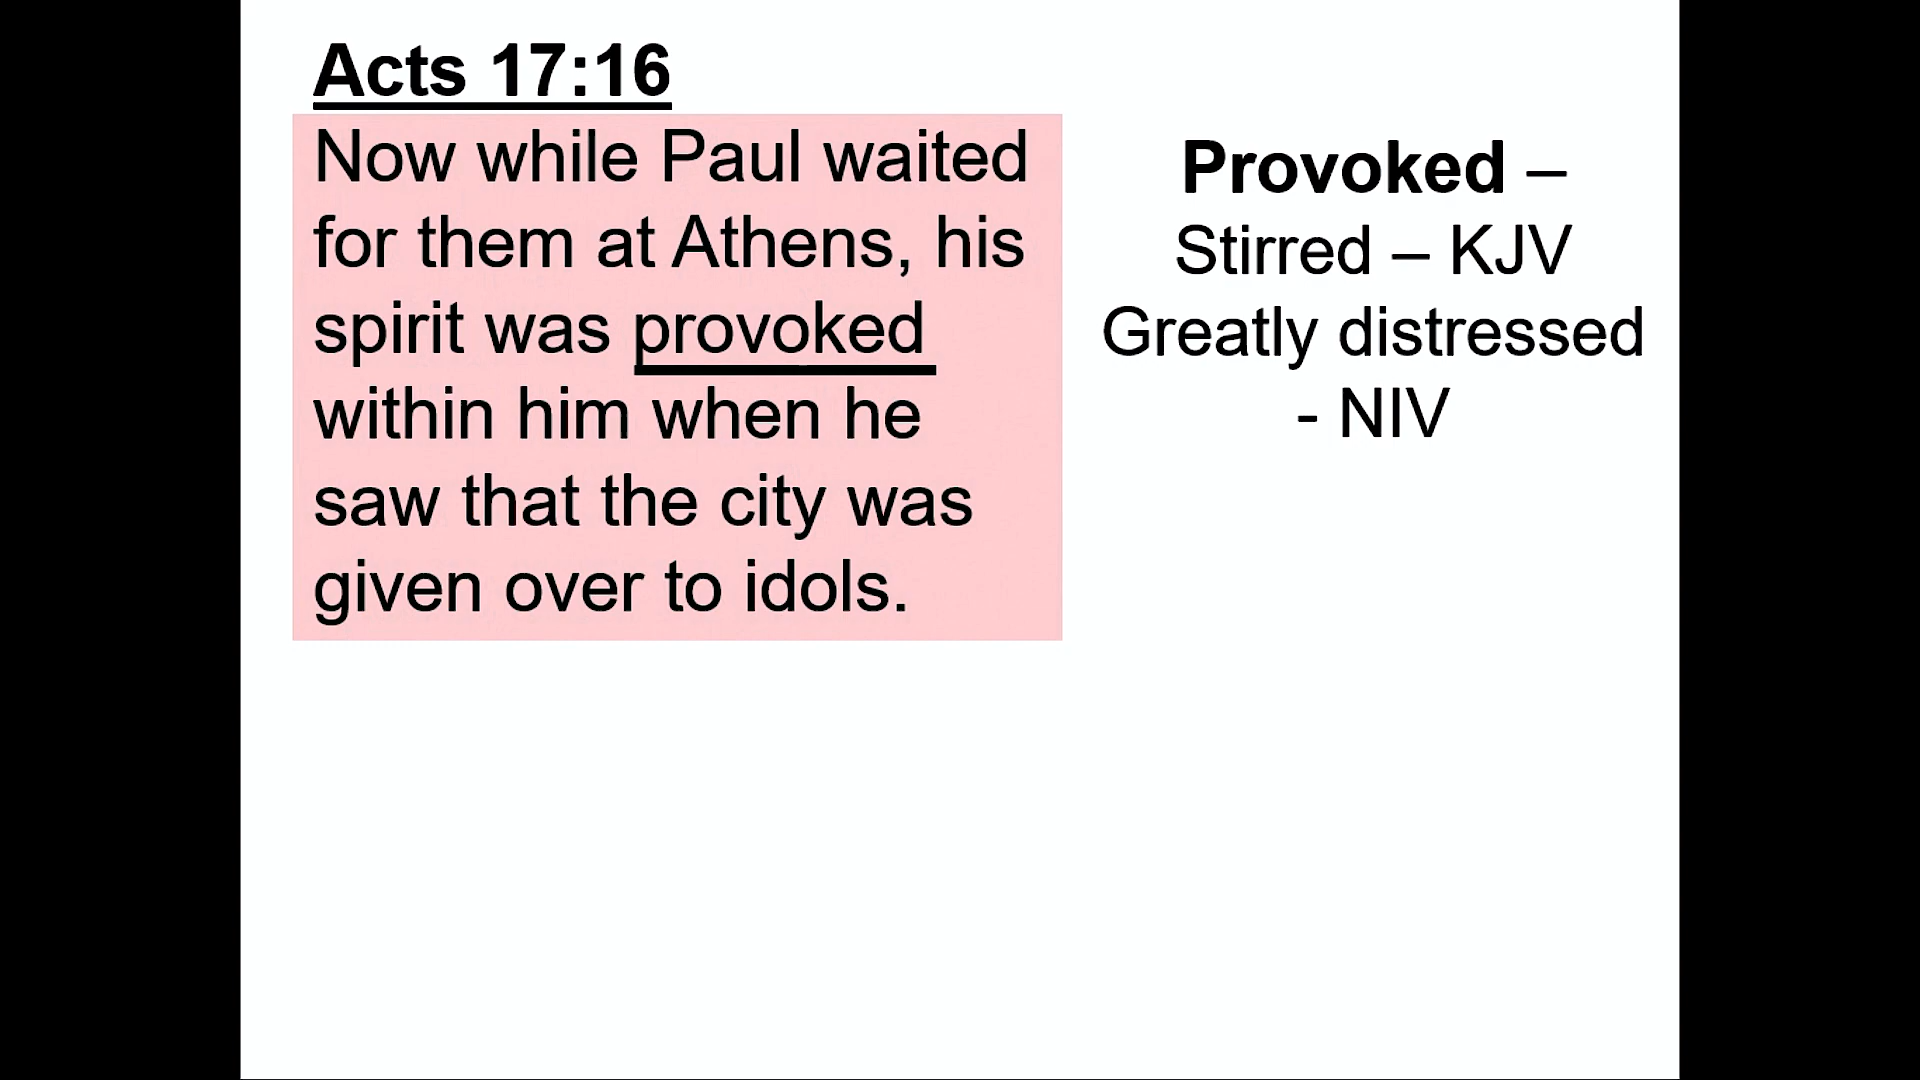 Acts 17:16
Now while Paul waited
for them at Athens, his
spirit was provoked
within him when he
saw that the city was
given over to idols.
Provoked –
Stirred – KJV
Greatly distressed
- NIV